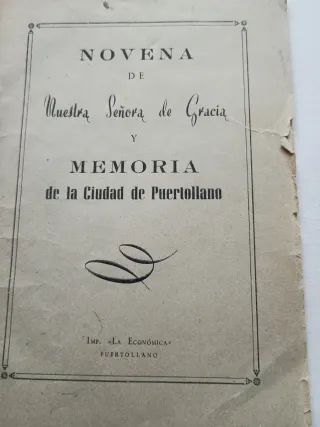 NOVENA
DE
Nuestra Señora de Gracia
Y
MEMORIA
de la Ciudad de Puertollano
IMP. «LA ECONÓMICA»
PUERTOLLANO